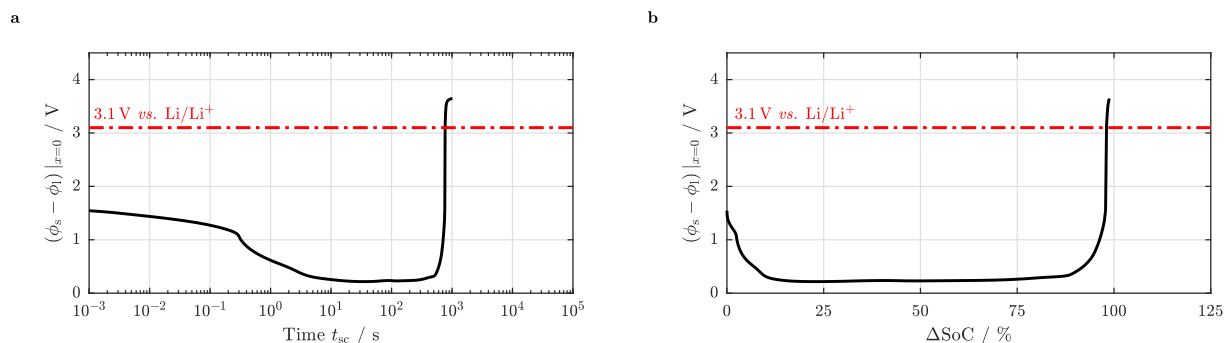 a
b
4
3
2
1
0
(ϕₛ − ϕₗ) |ₓ₌₀ / V
3.1 V vs. Li/Li⁺
10⁻³ 10⁻² 10⁻¹ 10⁰ 10¹ 10² 10³ 10⁴ 10⁵
Time t_sc / s
4
3
2
1
0
(ϕₛ − ϕₗ) |ₓ₌₀ / V
3.1 V vs. Li/Li⁺
0 25 50 75 100 125
ΔSoC / %